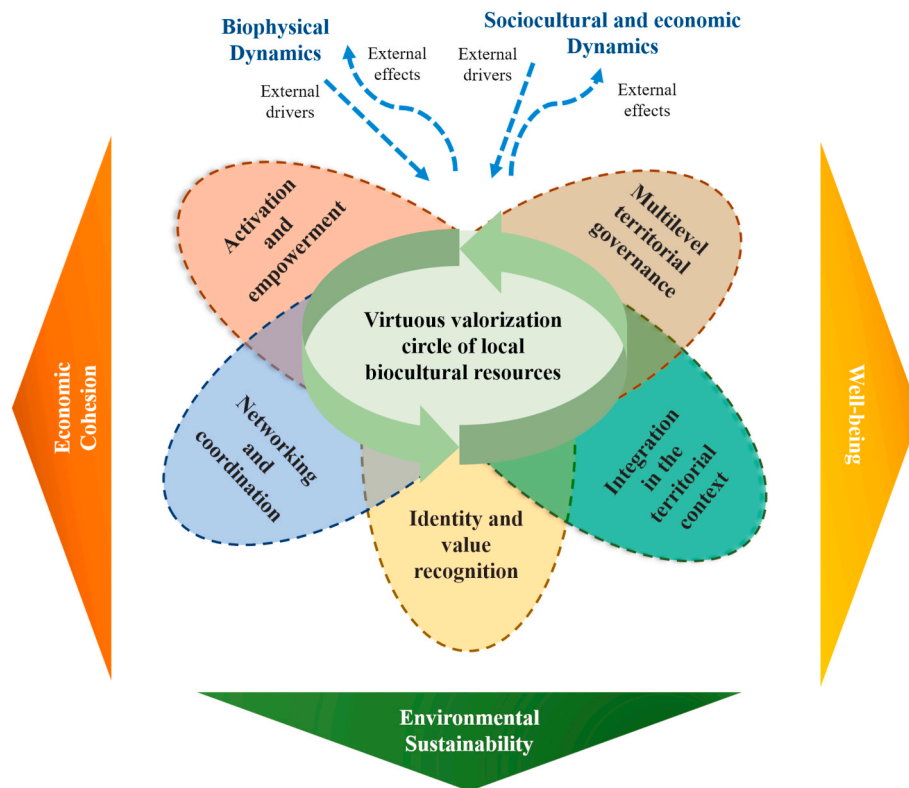 Biophysical
Dynamics
Sociocultural and economic
Dynamics
External
effects
External
drivers
External
drivers
External
effects
Activation
and
empowerment
Multilevel
territorial
governance
Virtuous valorization
circle of local
biocultural resources
Networking
and
coordination
Integration
in the
territorial
context
Identity and
value
recognition
Economic
Cohesion
Well-being
Environmental
Sustainability